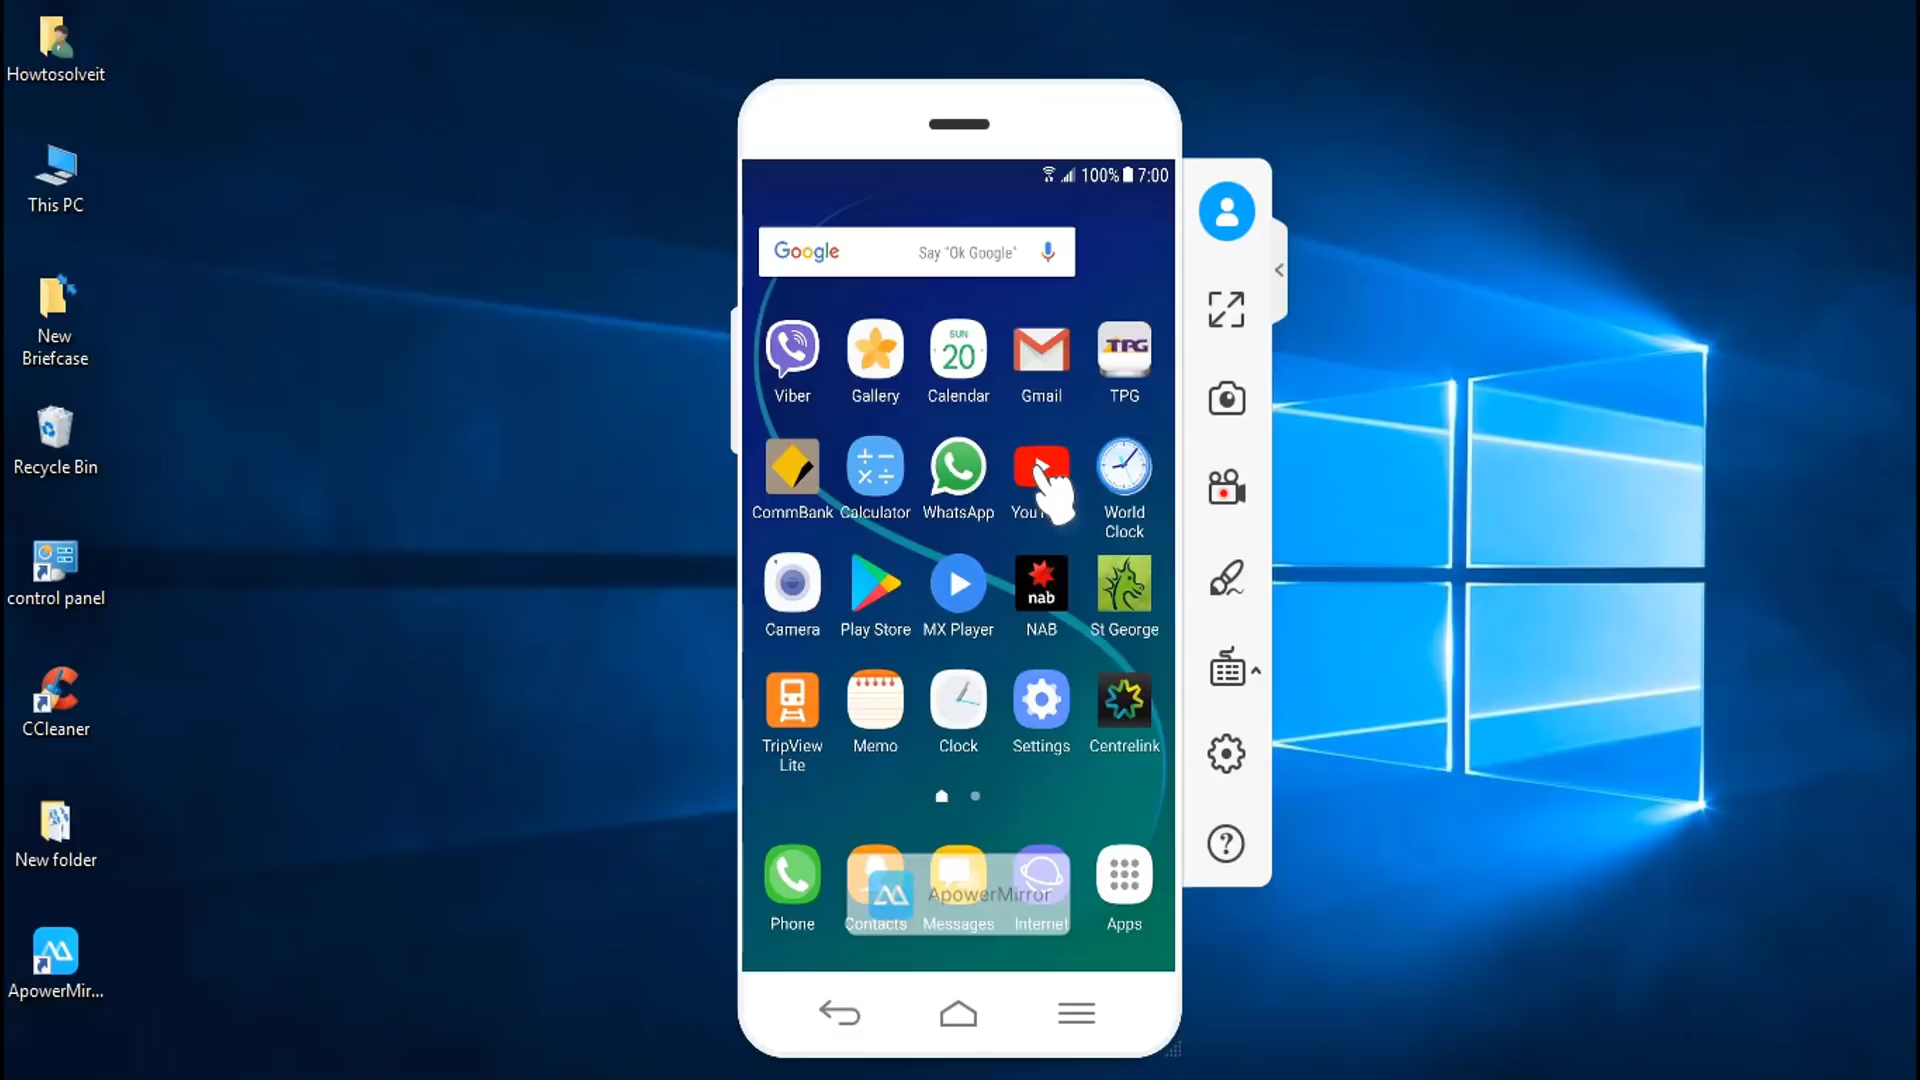 Howtosolveit
This PC
New
Briefcase
Recycle Bin
control panel
CCleaner
New folder
ApowerMir...
100% 7:00
Google Say "Ok Google"
Viber Gallery SUN 20 Calendar Gmail TPG TPG
CommBank Calculator WhatsApp World
Clock
Camera Play Store MX Player nab NAB St George
TripView Memo Clock Settings Centrelink
Lite
ApowerMirror
Phone Contacts Messages Internet Apps